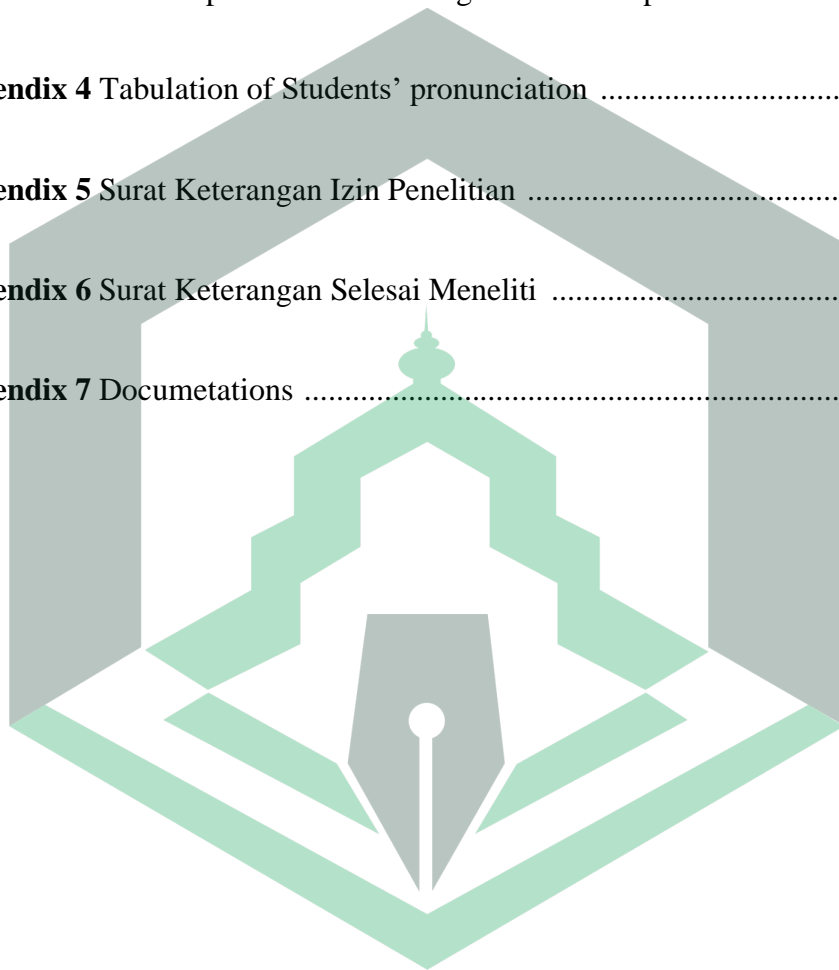 endix 4 Tabulation of Students’ pronunciation ..............................
endix 5 Surat Keterangan Izin Penelitian .......................................
endix 6 Surat Keterangan Selesai Meneliti ....................................
endix 7 Documetations ...................................................................